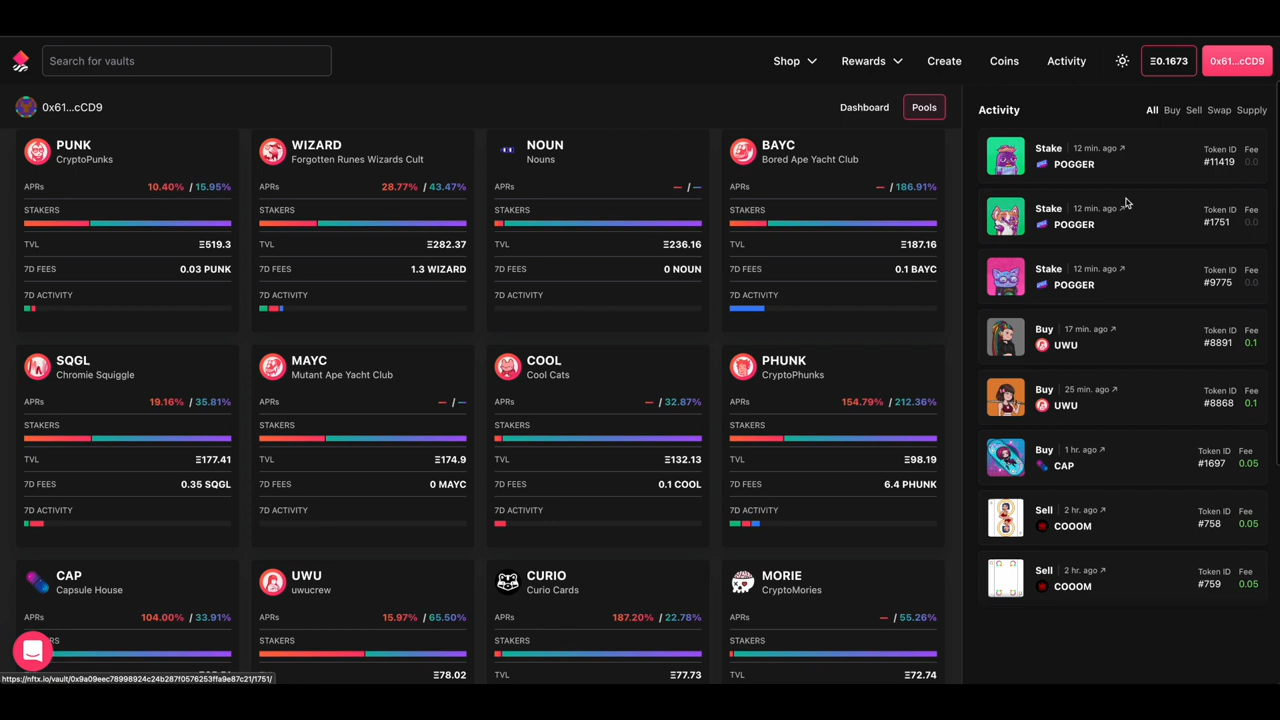 Search for vaults
Shop
Rewards
Create
Coins
Activity
Ξ0.1673
0x61...cCD9
0x61...cCD9
Dashboard
Pools
PUNK
CryptoPunks
APRs 10.40% / 15.95%
STAKERS
TVL Ξ519.3
7D FEES 0.03 PUNK
7D ACTIVITY
WIZARD
Forgotten Runes Wizards Cult
APRs 28.77% / 43.47%
STAKERS
TVL Ξ282.37
7D FEES 1.3 WIZARD
7D ACTIVITY
NOUN
Nouns
APRs — / —
STAKERS
TVL Ξ236.16
7D FEES 0 NOUN
7D ACTIVITY
BAYC
Bored Ape Yacht Club
APRs — / 186.91%
STAKERS
TVL Ξ187.16
7D FEES 0.1 BAYC
7D ACTIVITY
SQGL
Chromie Squiggle
APRs 19.16% / 35.81%
STAKERS
TVL Ξ177.41
7D FEES 0.35 SQGL
7D ACTIVITY
MAYC
Mutant Ape Yacht Club
APRs — / —
STAKERS
TVL Ξ174.9
7D FEES 0 MAYC
7D ACTIVITY
COOL
Cool Cats
APRs — / 32.87%
STAKERS
TVL Ξ132.13
7D FEES 0.1 COOL
7D ACTIVITY
PHUNK
CryptoPhunks
APRs 154.79% / 212.36%
STAKERS
TVL Ξ98.19
7D FEES 6.4 PHUNK
7D ACTIVITY
CAP
Capsule House
APRs 104.00% / 33.91%
UWU
uwucrew
APRs 15.97% / 65.50%
STAKERS
TVL Ξ78.02
CURIO
Curio Cards
APRs 187.20% / 22.78%
STAKERS
TVL Ξ77.73
MORIE
CryptoMories
APRs — / 55.26%
STAKERS
TVL Ξ72.74
Activity
All Buy Sell Swap Supply
Stake | 12 min. ago ↗ Token ID Fee
POGGER #11419 0.0
Stake | 12 min. ago ↗ Token ID Fee
POGGER #1751 0.0
Stake | 12 min. ago ↗ Token ID Fee
POGGER #9775 0.0
Buy | 17 min. ago ↗ Token ID Fee
UWU #8891 0.1
Buy | 25 min. ago ↗ Token ID Fee
UWU #8868 0.1
Buy | 1 hr. ago ↗ Token ID Fee
CAP #1697 0.05
Sell | 2 hr. ago ↗ Token ID Fee
COOOM #758 0.05
Sell | 2 hr. ago ↗ Token ID Fee
COOOM #759 0.05
https://nftx.io/vault/0x9a09eec78998924c24b287f0576253ffa9e87c21/1751/